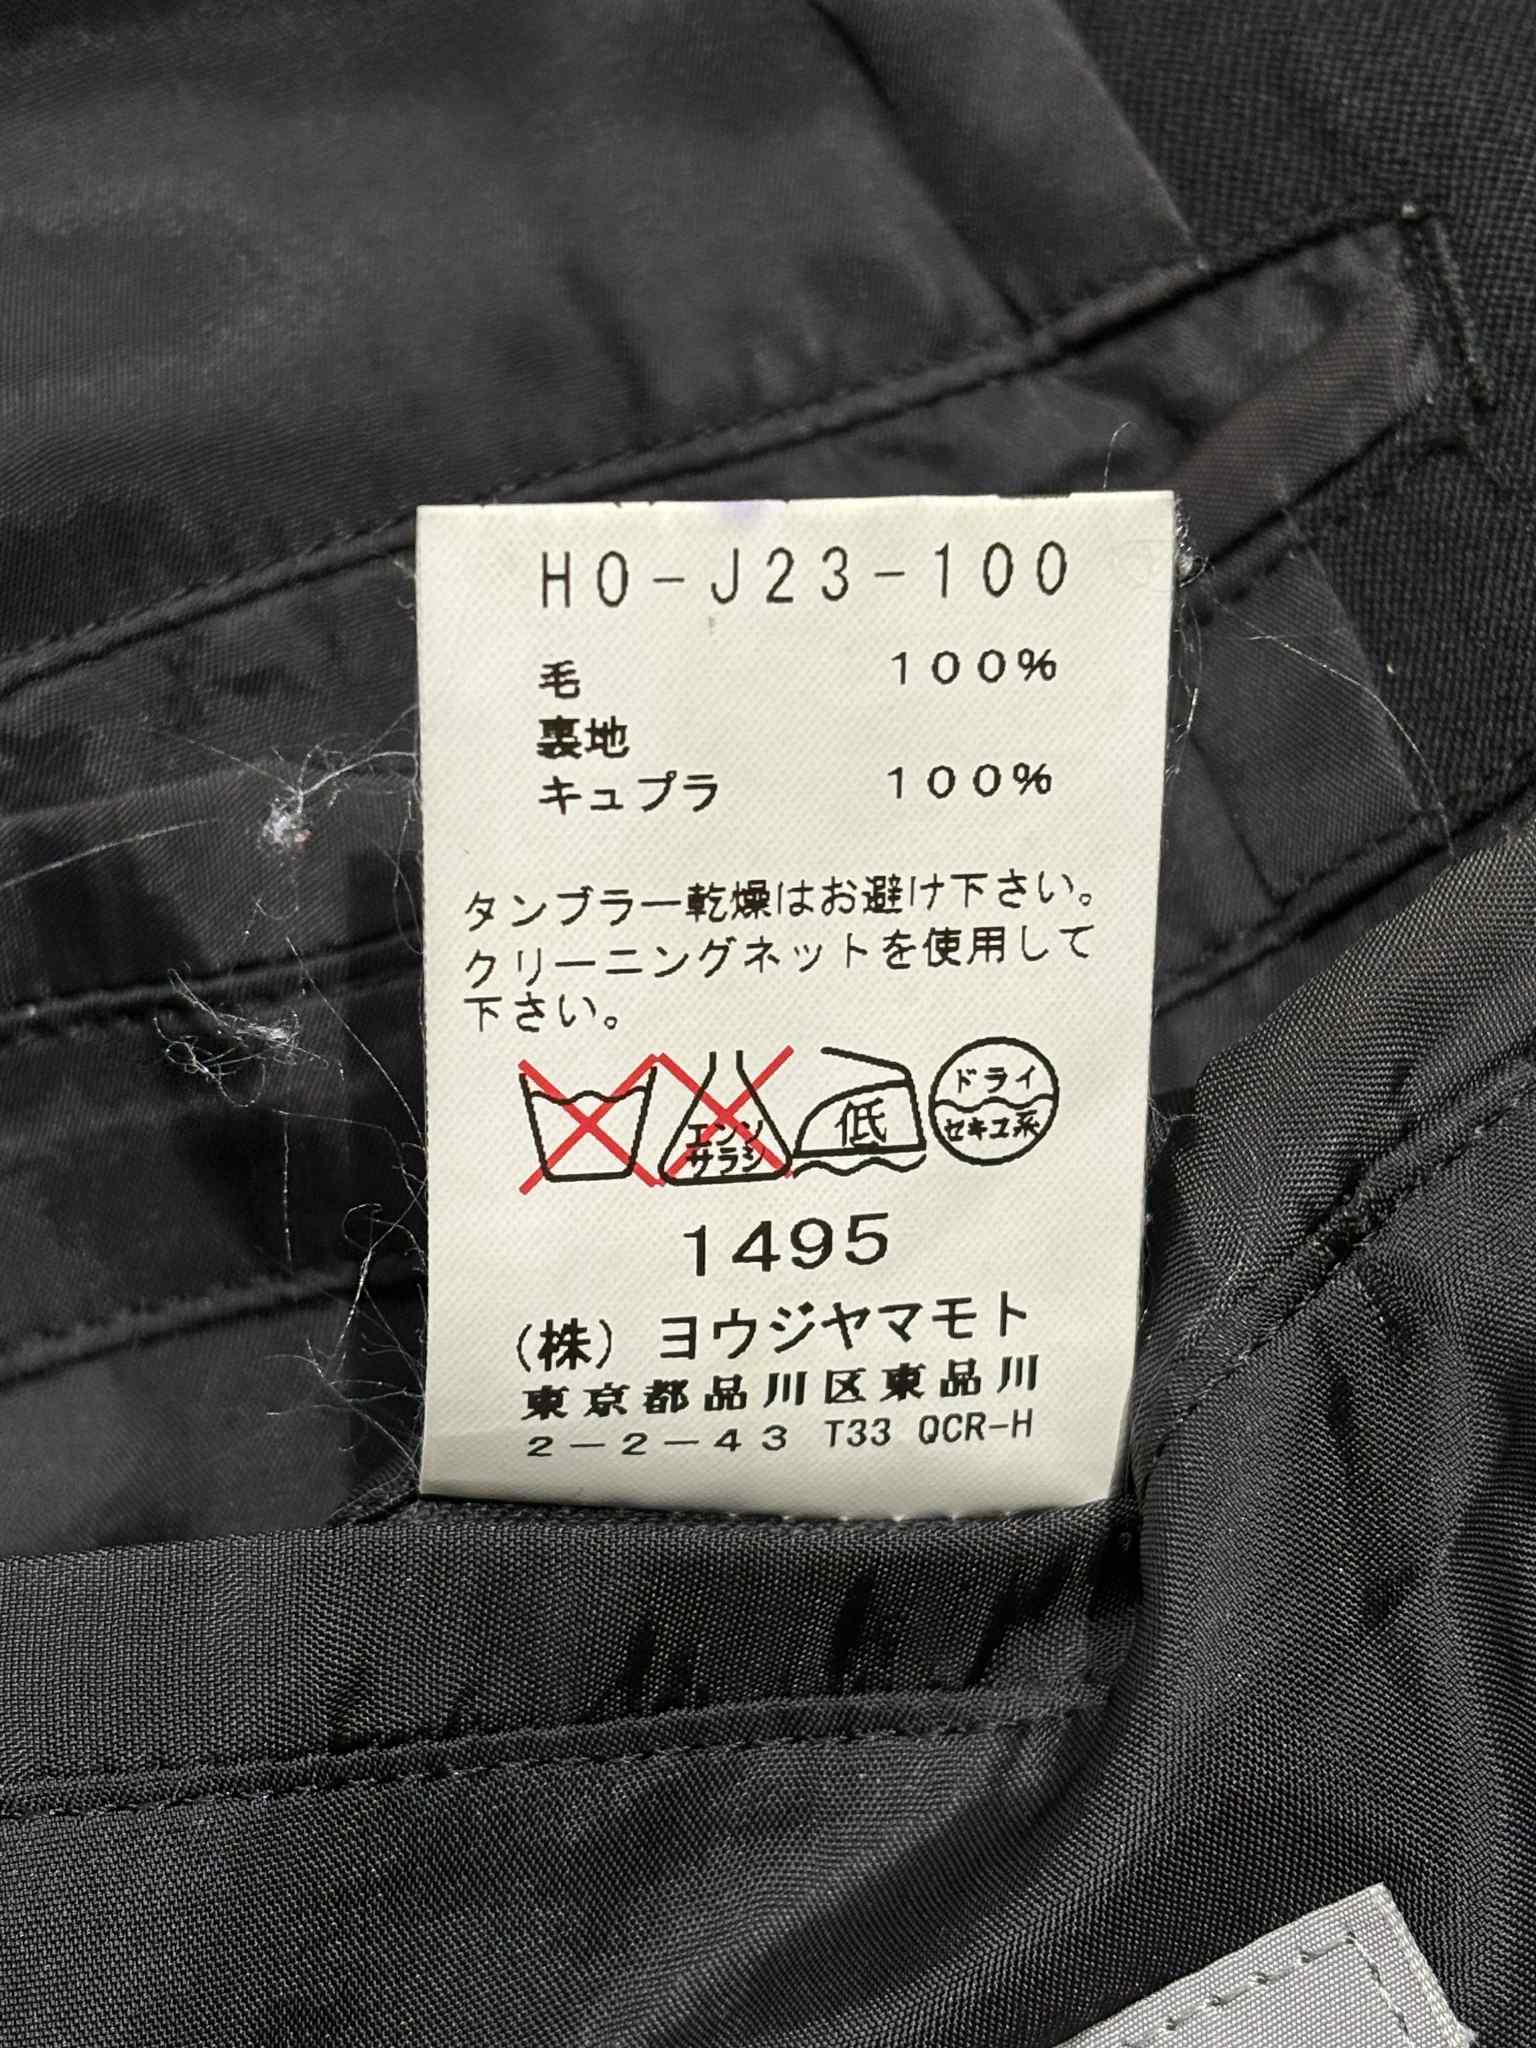 HO-J23-100
毛 100%
裏地
キュプラ 100%
タンブラー乾燥はお避け下さい。
クリーニングネットを使用して
下さい。
エンソ
サラシ
低
ドライ
セキユ系
1495
(株) ヨウジヤマモト
東京都品川区東品川
2-2-43 T33 QCR-H